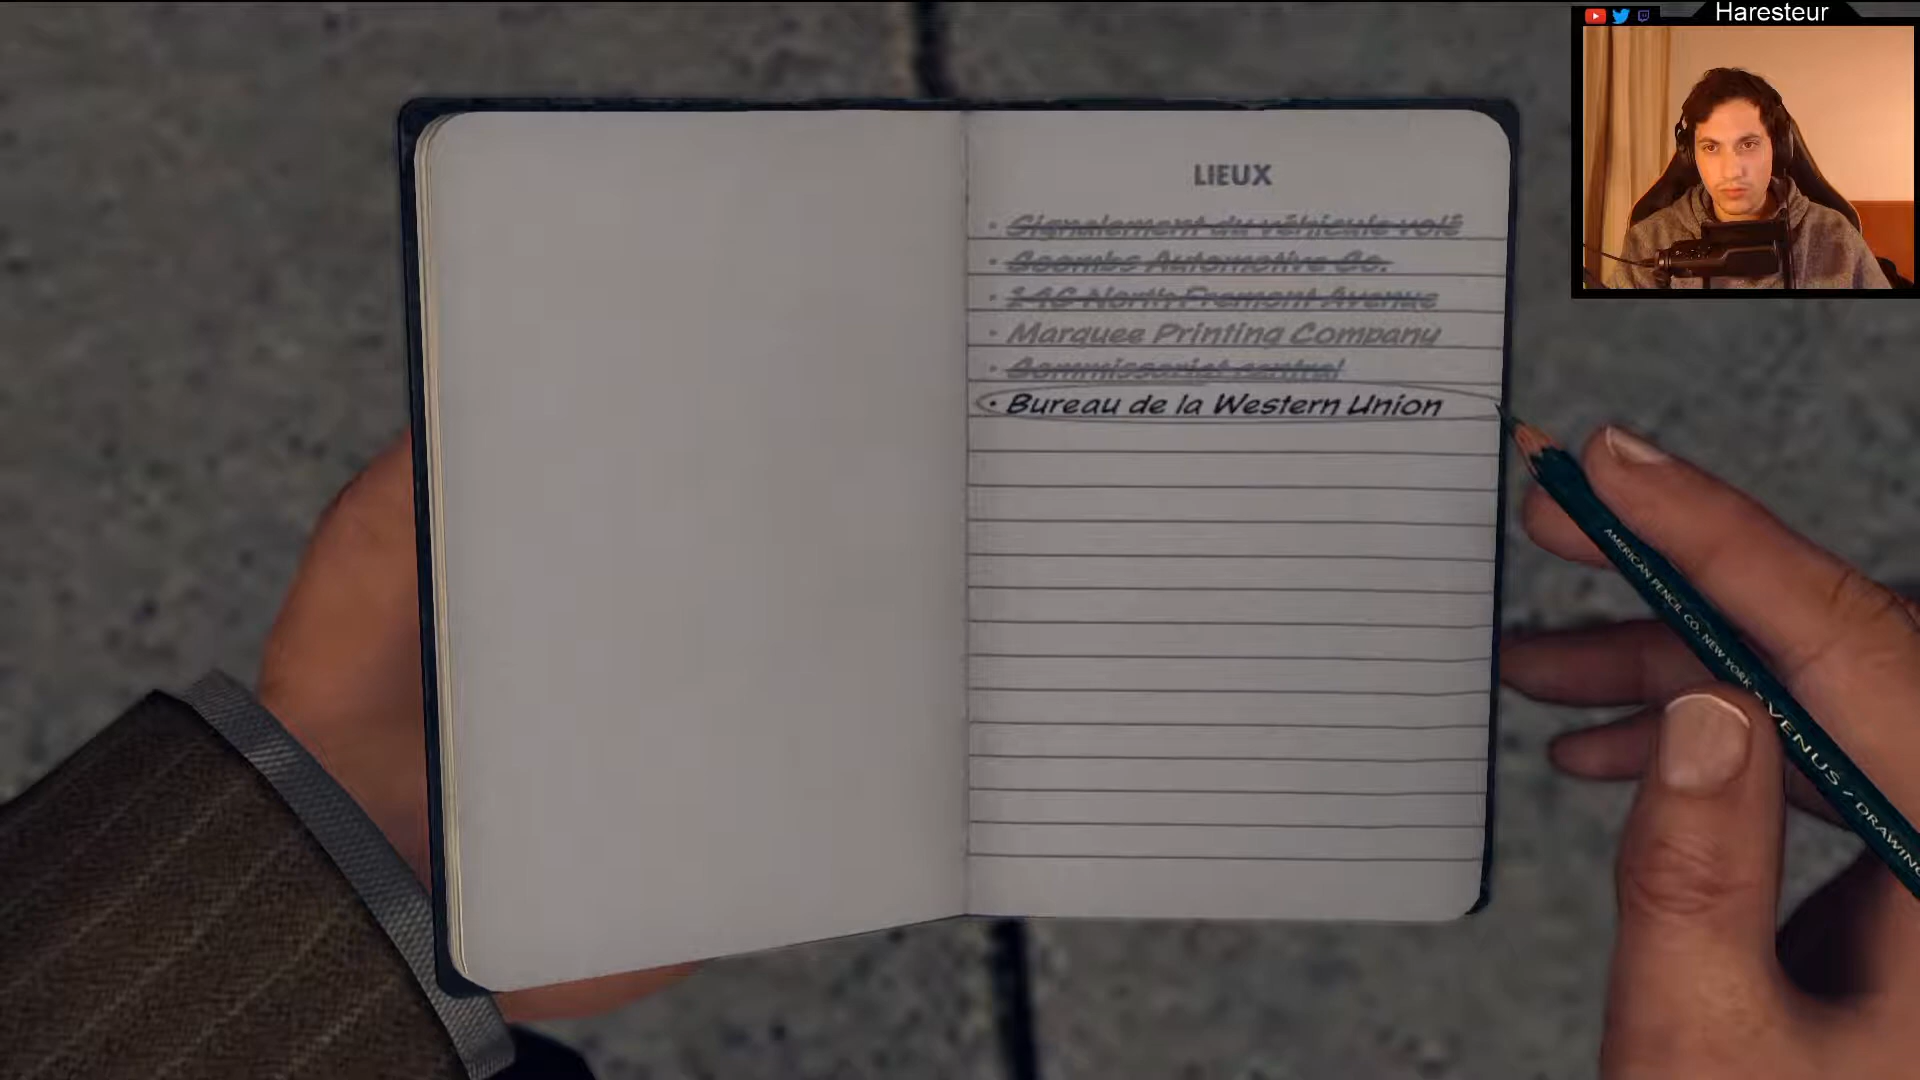 Haresteur
LIEUX
• Signalement du véhicule volé
• Coombs Automotive Co.
• 146 North Fremont Avenue
• Marquee Printing Company
• Commissariat central
• Bureau de la Western Union
AMERICAN PENCIL CO. NEW YORK - VENUS / DRAWING